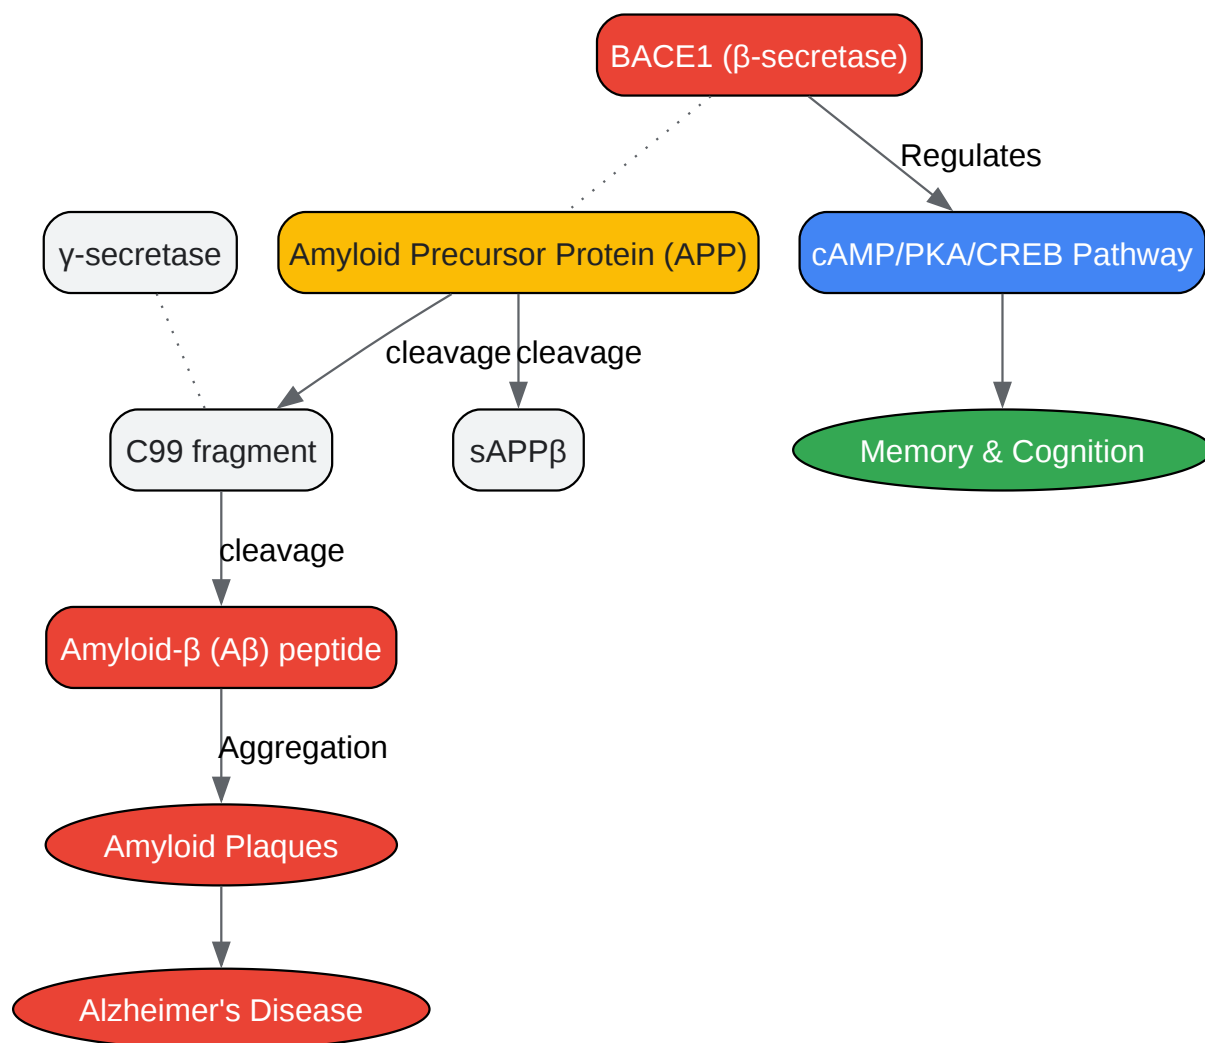 BACE1 (β-secretase)
Regulates
γ-secretase
Amyloid Precursor Protein (APP)
cAMP/PKA/CREB Pathway
cleavage
cleavage
C99 fragment
sAPPβ
Memory & Cognition
cleavage
Amyloid-β (Aβ) peptide
Aggregation
Amyloid Plaques
Alzheimer's Disease